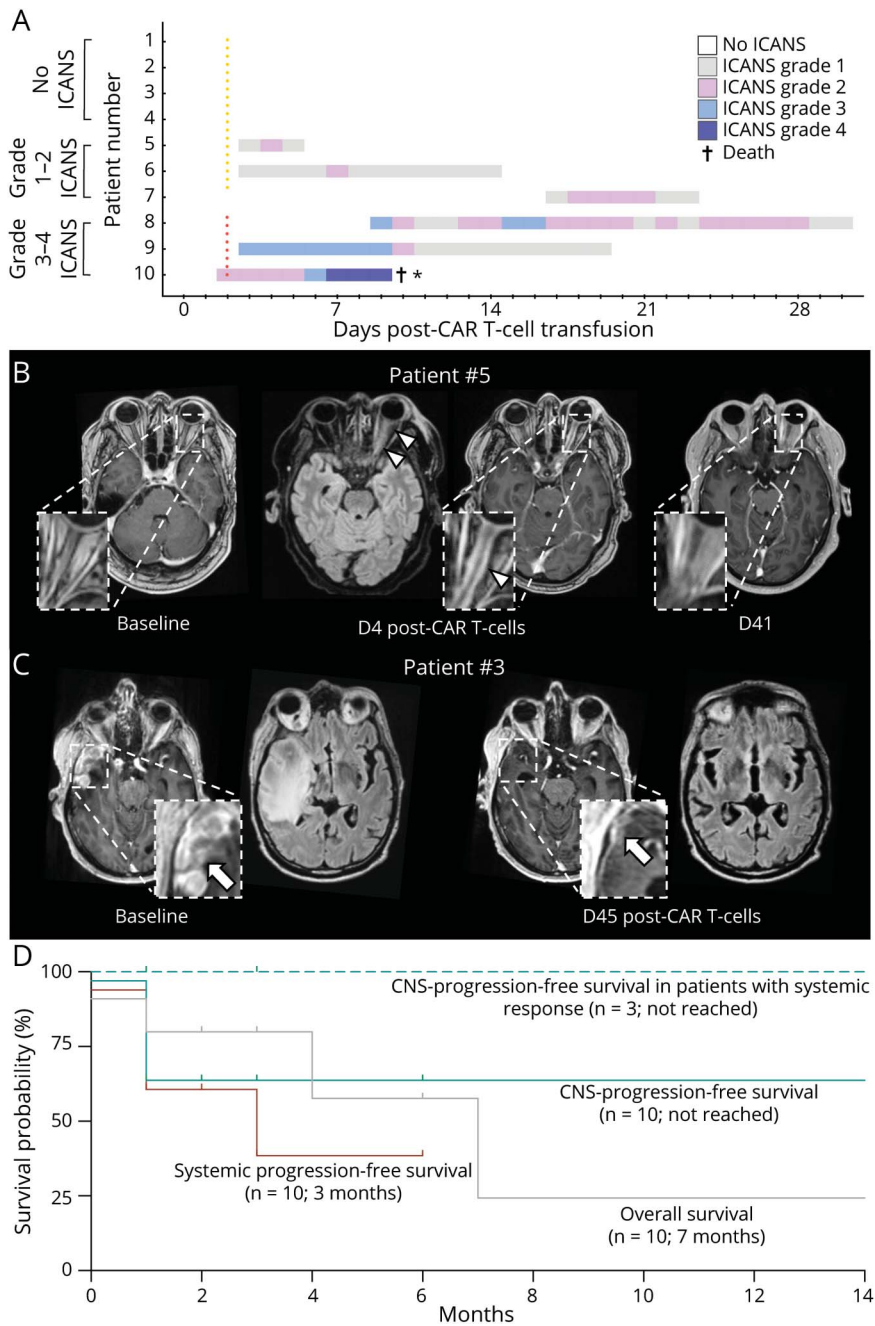 A
No
ICANS
Grade
1–2
ICANS
Grade
3–4
ICANS
Patient number
1
2
3
4
5
6
7
8
9
10
No ICANS
ICANS grade 1
ICANS grade 2
ICANS grade 3
ICANS grade 4
† Death
† *
0 7 14 21 28
Days post-CAR T-cell transfusion
B
Patient #5
Baseline
D4 post-CAR T-cells
D41
C
Patient #3
Baseline
D45 post-CAR T-cells
D
Survival probability (%)
100
75
50
25
0
CNS-progression-free survival in patients with systemic
response (n = 3; not reached)
CNS-progression-free survival
(n = 10; not reached)
Systemic progression-free survival
(n = 10; 3 months)
Overall survival
(n = 10; 7 months)
0 2 4 6 8 10 12 14
Months